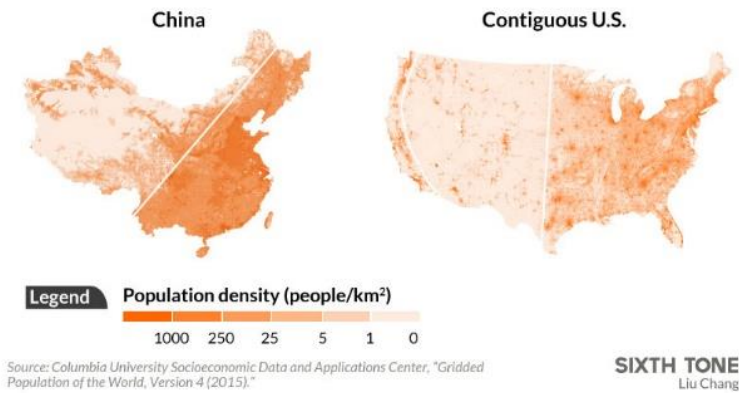 China
Contiguous U.S.
Legend
Population density (people/km²)
1000 250 25 5 1 0
Source: Columbia University Socioeconomic Data and Applications Center, "Gridded
Population of the World, Version 4 (2015)."
SIXTH TONE
Liu Chang